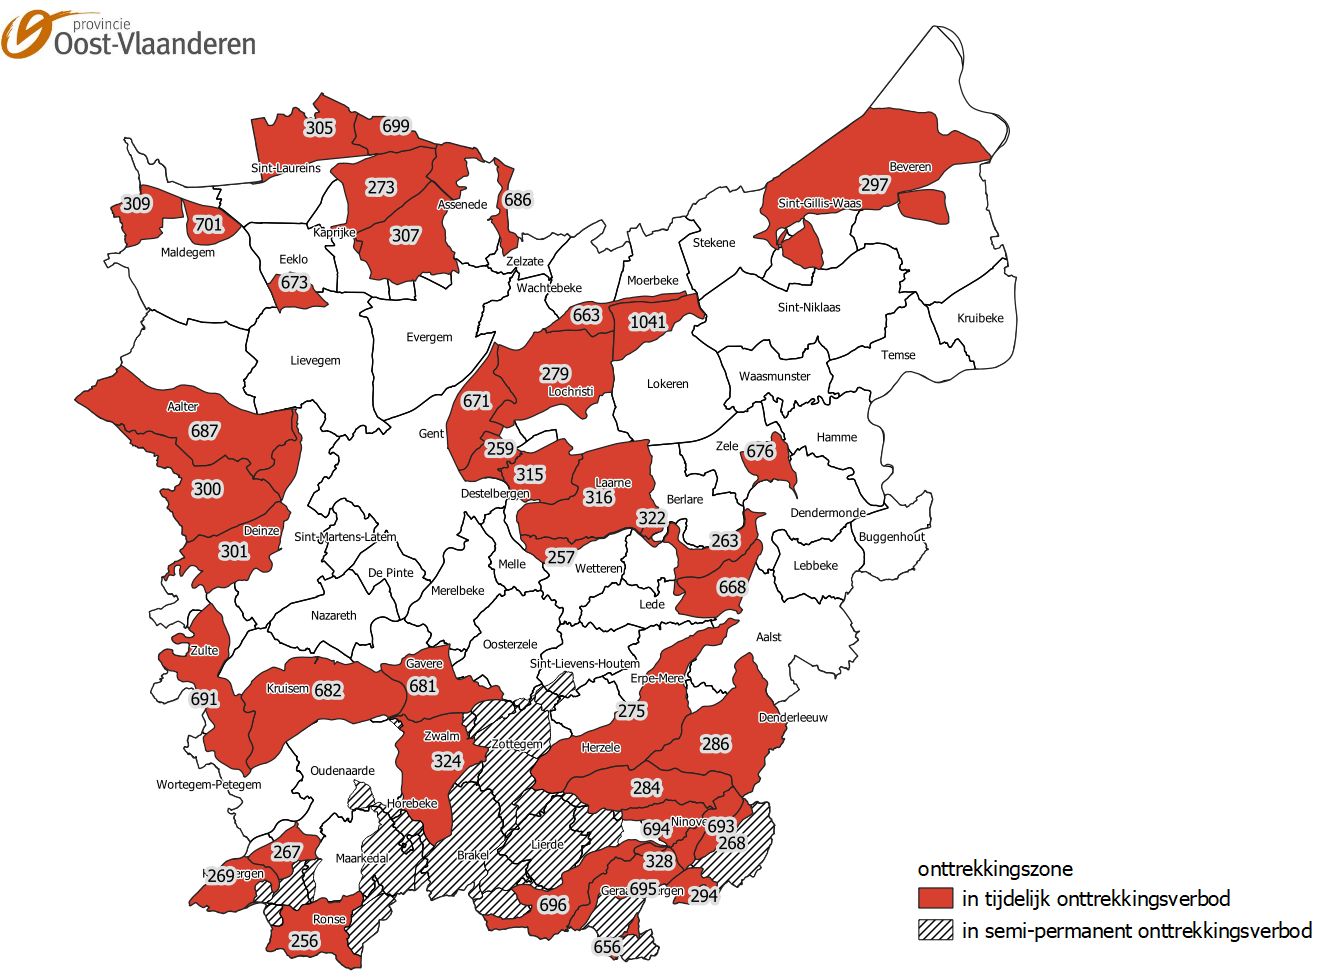 provincie
Oost-Vlaanderen
305
699
Sint-Laureins
Beveren
273
297
309
686
Assenede
Sint-Gillis-Waas
701
Kaprijke
307
Stekene
Maldegem
Eeklo
Zelzate
673
Wachtebeke
Moerbeke
Sint-Niklaas
663
1041
Kruibeke
Evergem
Lievegem
Temse
279
Lochristi
Lokeren
Waasmunster
671
Aalter
687
Gent
Hamme
259
Zele
676
315
Laarne
300
316
Destelbergen
Berlare
322
Dendermonde
Deinze
Sint-Martens-Latem
263
Buggenhout
301
257
Melle
Wetteren
Lebbeke
De Pinte
668
Merelbeke
Lede
Nazareth
Aalst
Oosterzele
Zulte
Gavere
Sint-Lievens-Houtem
Erpe-Mere
Kruisem
682
681
691
275
Denderleeuw
Zwalm
Zottegem
Herzele
286
324
Oudenaarde
Wortegem-Petegem
284
Horebeke
694
Ninove
693
268
Lierde
267
Maarkedal
Brakel
328
269
ergen
695
294
696
Ronse
256
656
onttrekkingszone
in tijdelijk onttrekkingsverbod
in semi-permanent onttrekkingsverbod